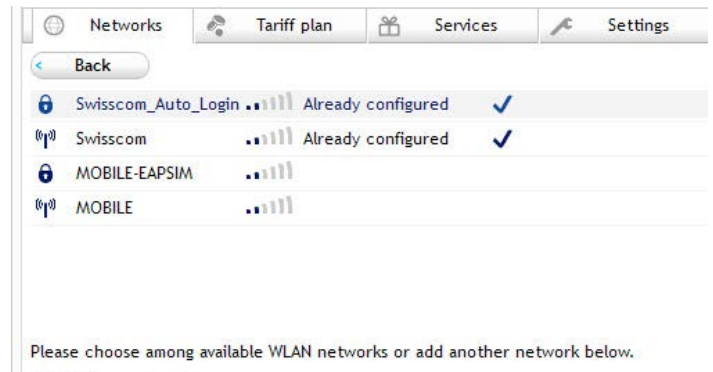 Networks Tariff plan Services Settings
< Back
Swisscom_Auto_Login Already configured
Swisscom Already configured
MOBILE-EAPSIM
MOBILE
Please choose among available WLAN networks or add another network below.